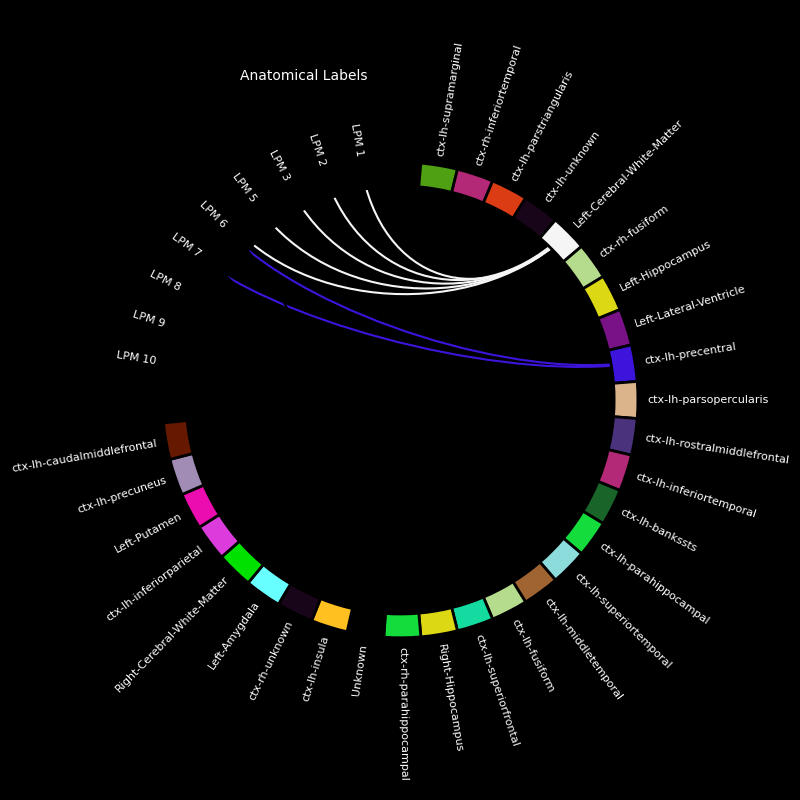 Anatomical Labels
LPM 1
LPM 2
LPM 3
LPM 5
LPM 6
LPM 7
LPM 8
LPM 9
LPM 10
ctx-lh-supramarginal
ctx-rh-inferiortemporal
ctx-lh-parstriangularis
ctx-lh-unknown
Left-Cerebral-White-Matter
ctx-rh-fusiform
Left-Hippocampus
Left-Lateral-Ventricle
ctx-lh-precentral
ctx-lh-parsopercularis
ctx-lh-rostralmiddlefrontal
ctx-lh-inferiortemporal
ctx-lh-bankssts
ctx-lh-parahippocampal
ctx-lh-superiortemporal
ctx-lh-middletemporal
ctx-lh-fusiform
ctx-lh-superiorfrontal
Right-Hippocampus
ctx-rh-parahippocampal
Unknown
ctx-lh-insula
ctx-rh-unknown
Left-Amygdala
Right-Cerebral-White-Matter
ctx-lh-inferiorparietal
Left-Putamen
ctx-lh-precuneus
ctx-lh-caudalmiddlefrontal